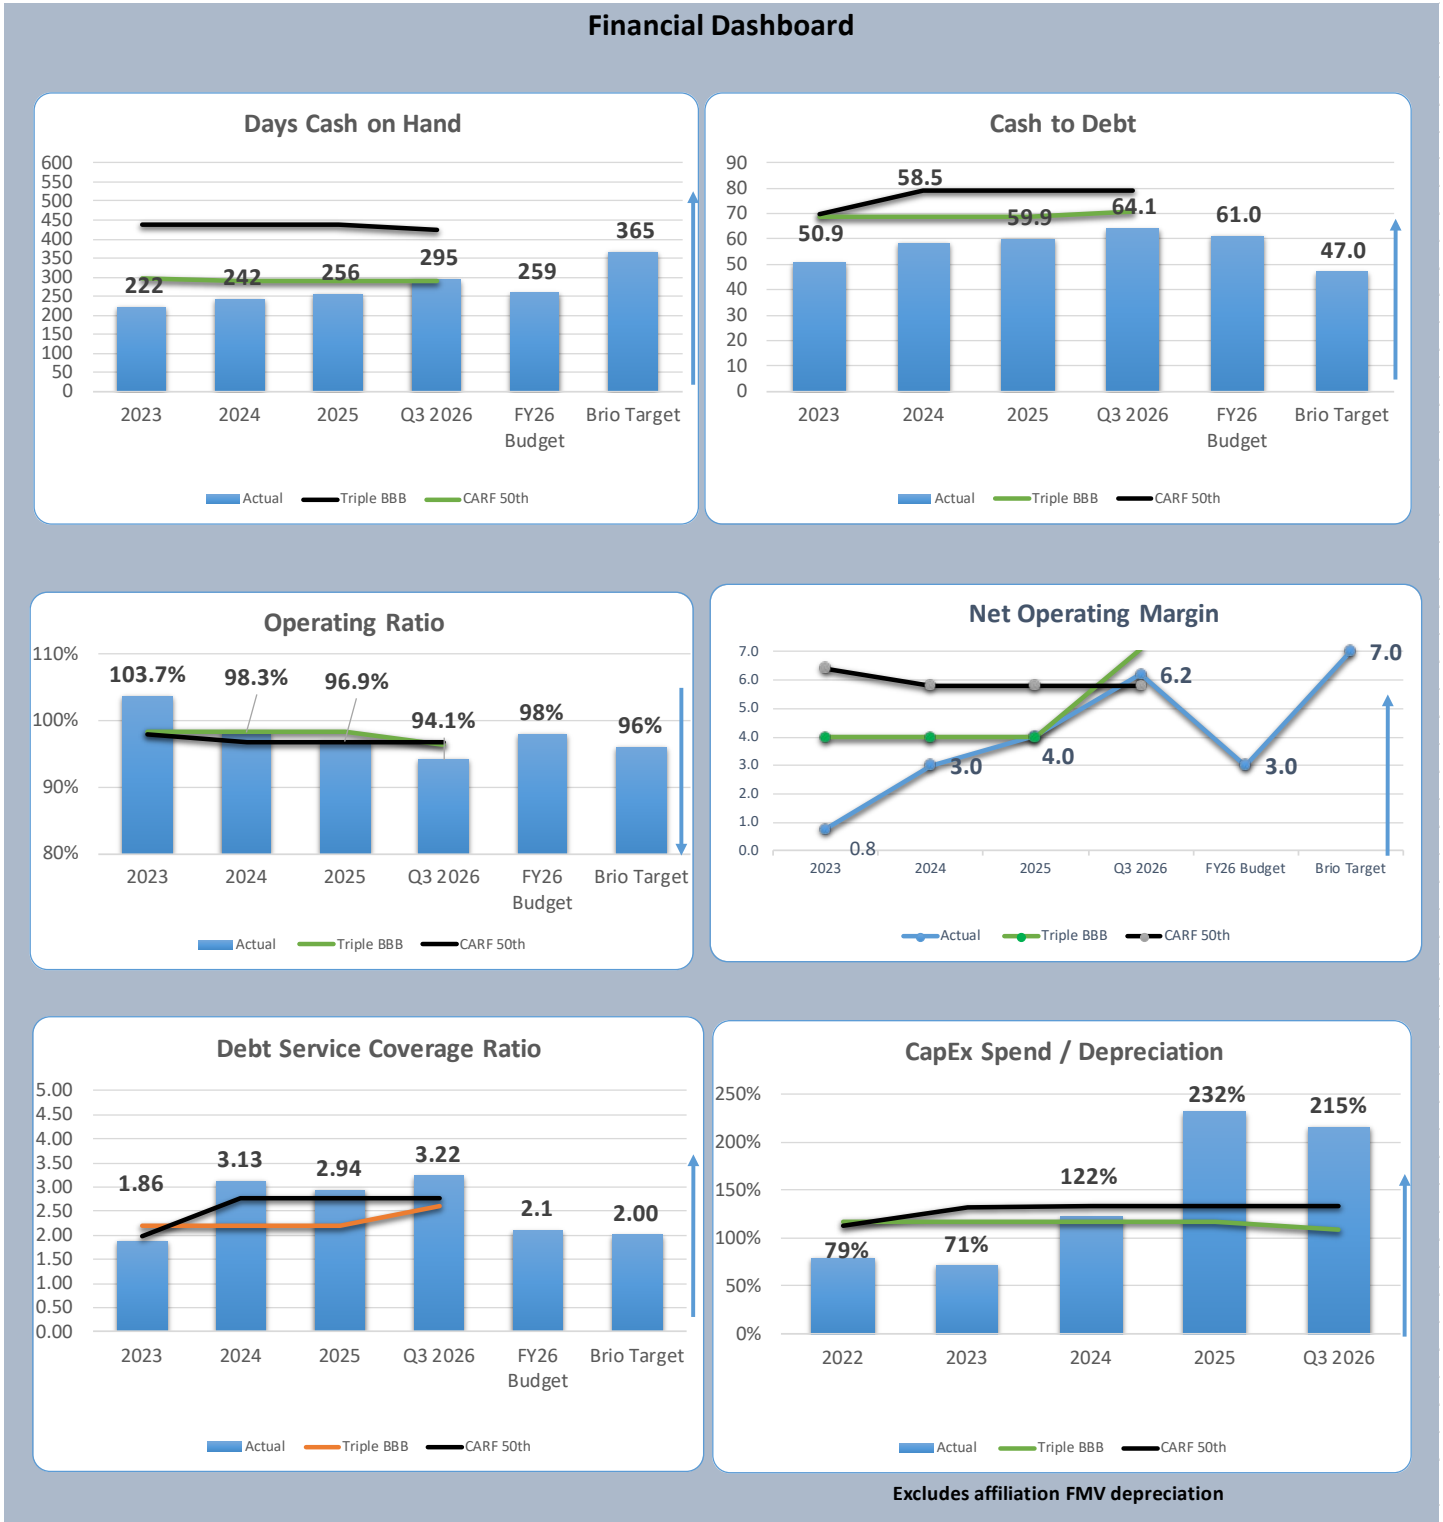 Financial Dashboard
Days Cash on Hand
600
550
500
450
400
350
300
250
200
150
100
50
0
222
242
256
295
259
365
2023
2024
2025
Q3 2026
FY26
Budget
Brio Target
Actual
Triple BBB
CARF 50th
Cash to Debt
90
80
70
60
50
40
30
20
10
0
50.9
58.5
59.9
64.1
61.0
47.0
2023
2024
2025
Q3 2026
FY26
Budget
Brio Target
Actual
Triple BBB
CARF 50th
Operating Ratio
110%
100%
90%
80%
103.7%
98.3%
96.9%
94.1%
98%
96%
2023
2024
2025
Q3 2026
FY26
Budget
Brio Target
Actual
Triple BBB
CARF 50th
Net Operating Margin
7.0
6.0
5.0
4.0
3.0
2.0
1.0
0.0
0.8
3.0
4.0
6.2
3.0
7.0
2023
2024
2025
Q3 2026
FY26 Budget
Brio Target
Actual
Triple BBB
CARF 50th
Debt Service Coverage Ratio
5.00
4.50
4.00
3.50
3.00
2.50
2.00
1.50
1.00
0.50
0.00
1.86
3.13
2.94
3.22
2.1
2.00
2023
2024
2025
Q3 2026
FY26
Budget
Brio Target
Actual
Triple BBB
CARF 50th
CapEx Spend / Depreciation
250%
200%
150%
100%
50%
0%
79%
71%
122%
232%
215%
2022
2023
2024
2025
Q3 2026
Actual
Triple BBB
CARF 50th
Excludes affiliation FMV depreciation